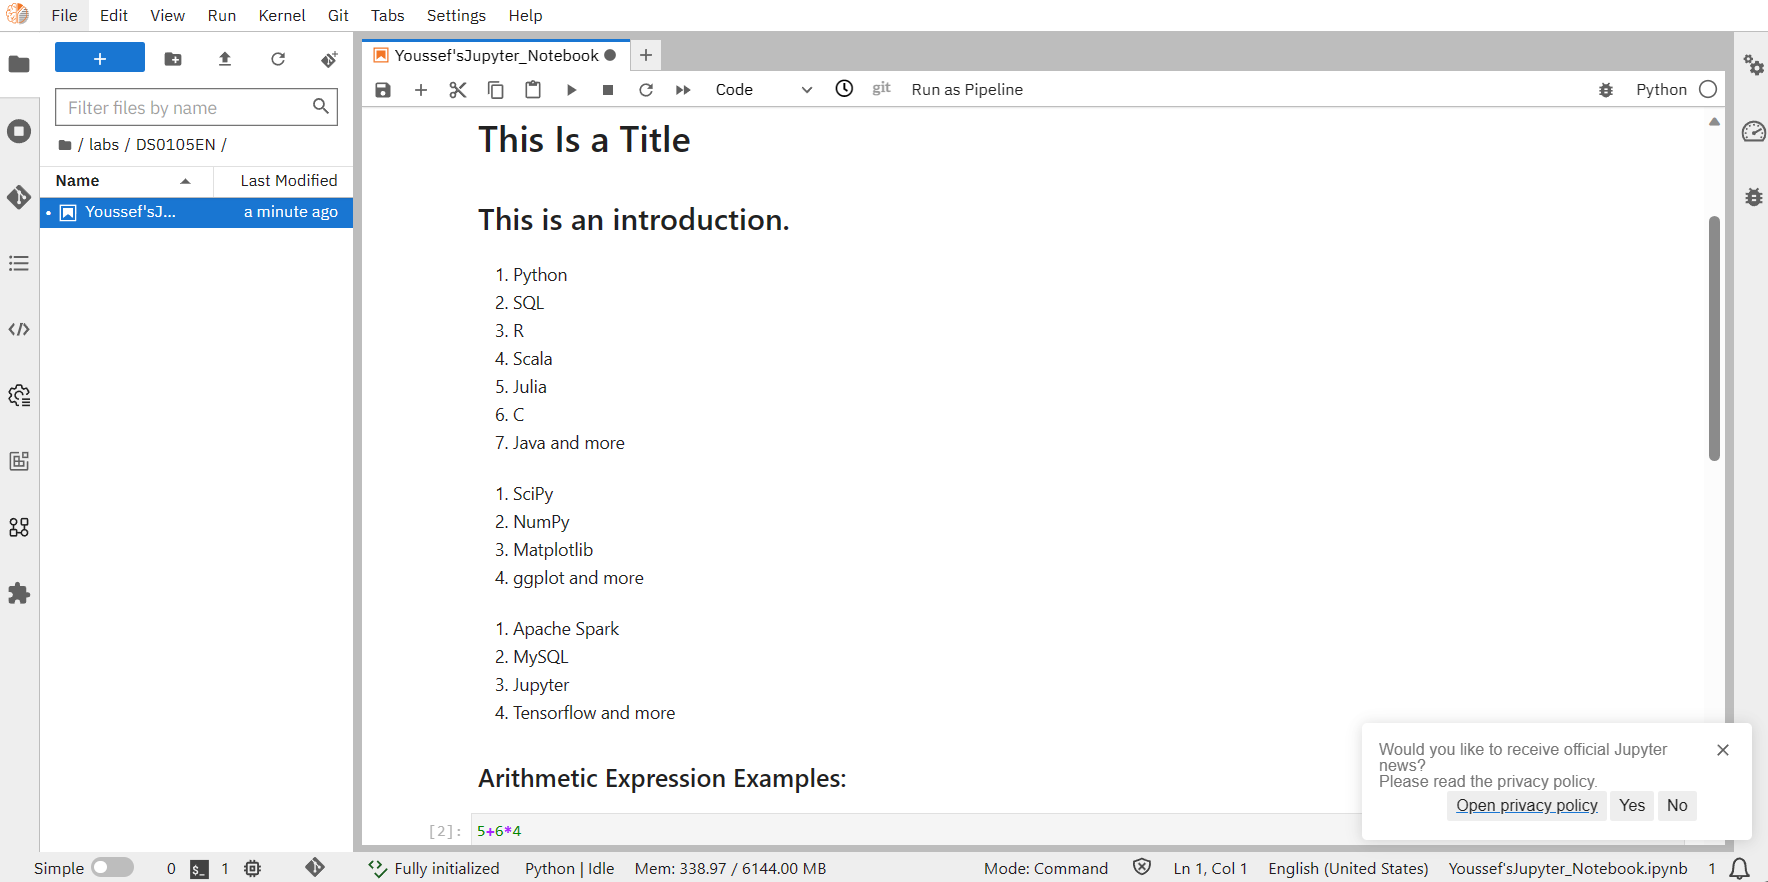 File Edit View Run Kernel Git Tabs Settings Help
+
Filter files by name
/ labs / DS0105EN /
Name Last Modified
Youssef'sJ... a minute ago
Youssef'sJupyter_Notebook
Code git Run as Pipeline Python
This Is a Title
This is an introduction.
1. Python
2. SQL
3. R
4. Scala
5. Julia
6. C
7. Java and more
1. SciPy
2. NumPy
3. Matplotlib
4. ggplot and more
1. Apache Spark
2. MySQL
3. Jupyter
4. Tensorflow and more
Arithmetic Expression Examples:
[2]: 5+6*4
Would you like to receive official Jupyter
news?
Please read the privacy policy.
Open privacy policy Yes No
Simple 0 $_ 1 Fully initialized Python | Idle Mem: 338.97 / 6144.00 MB Mode: Command Ln 1, Col 1 English (United States) Youssef'sJupyter_Notebook.ipynb 1